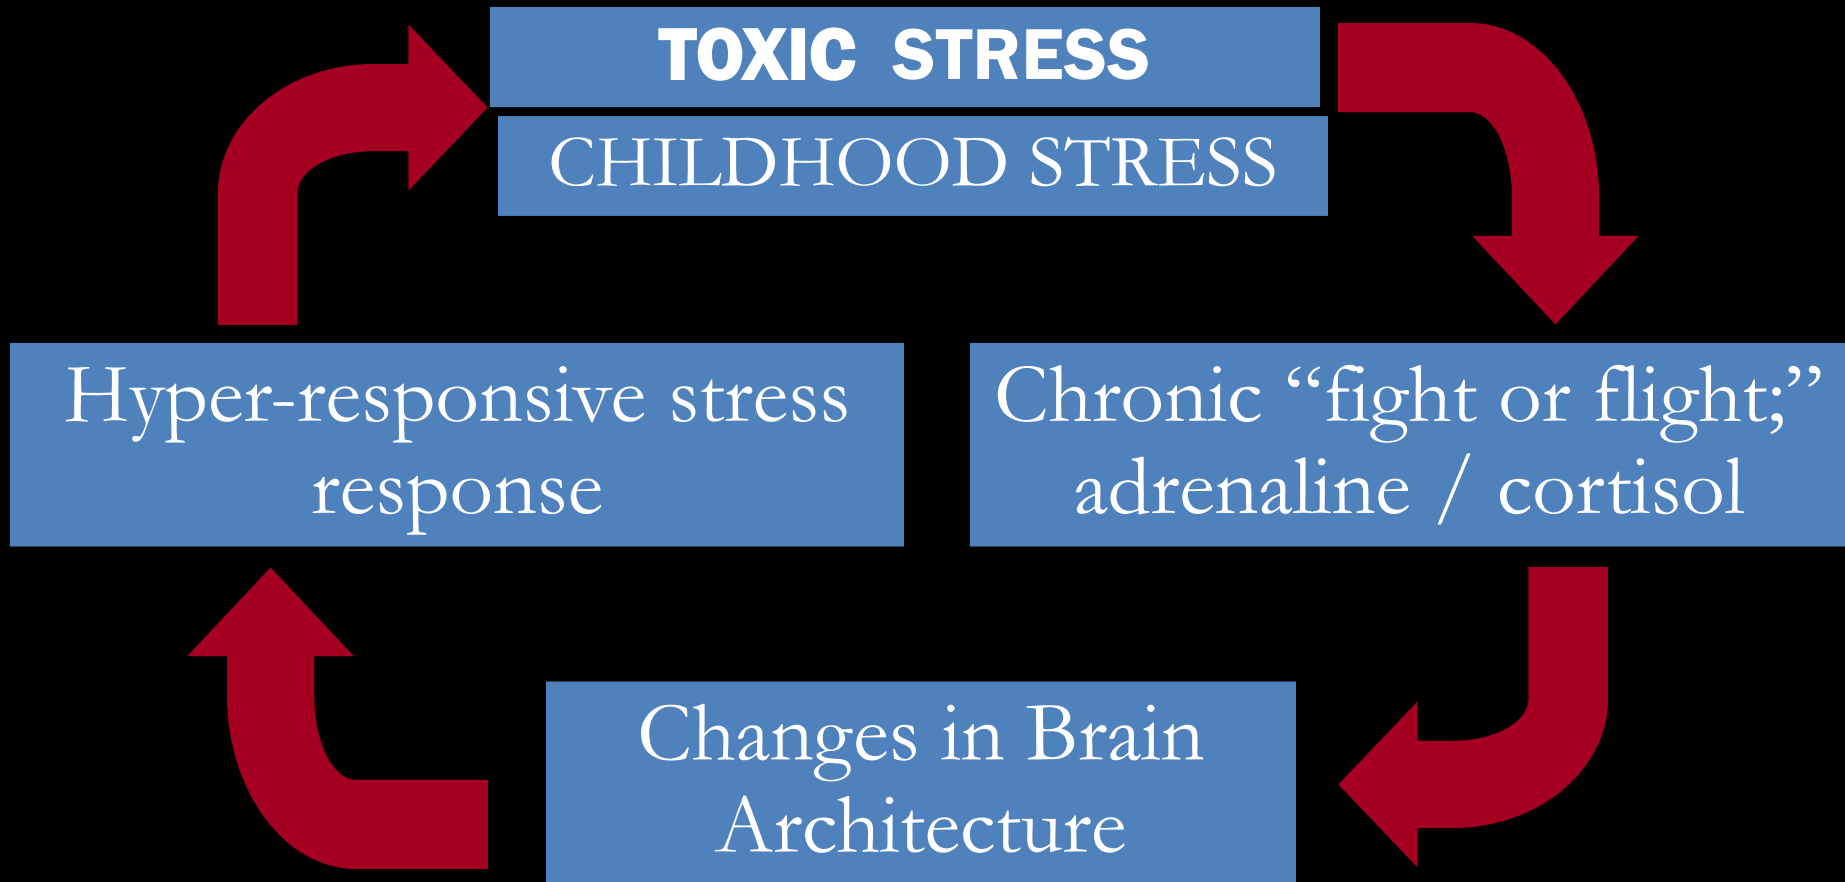 TOXIC STRESS
CHILDHOOD STRESS
Hyper-responsive stress
response
Chronic “fight or flight;”
adrenaline / cortisol
Changes in Brain
Architecture